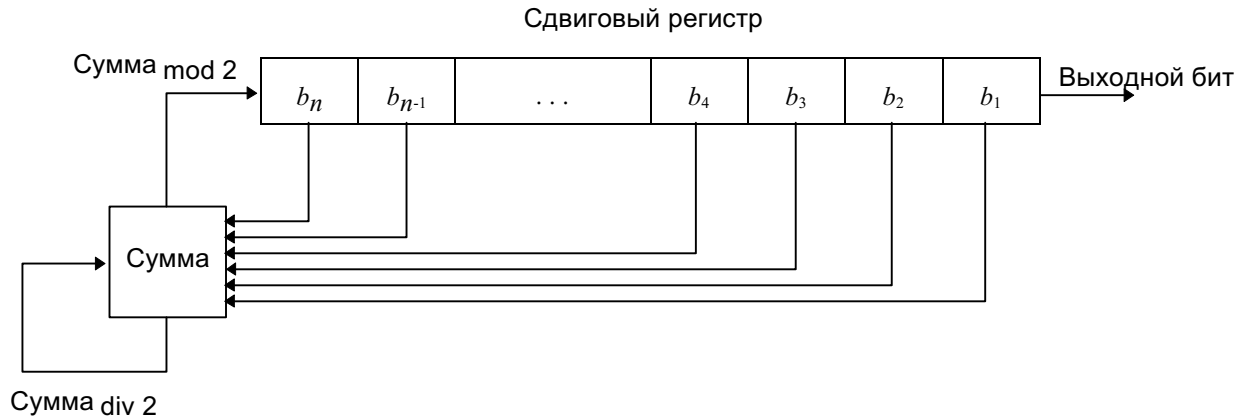 Сдвиговый регистр
Сумма mod 2
bn bn-1 . . . b4 b3 b2 b1
Выходной бит
Сумма
Сумма div 2